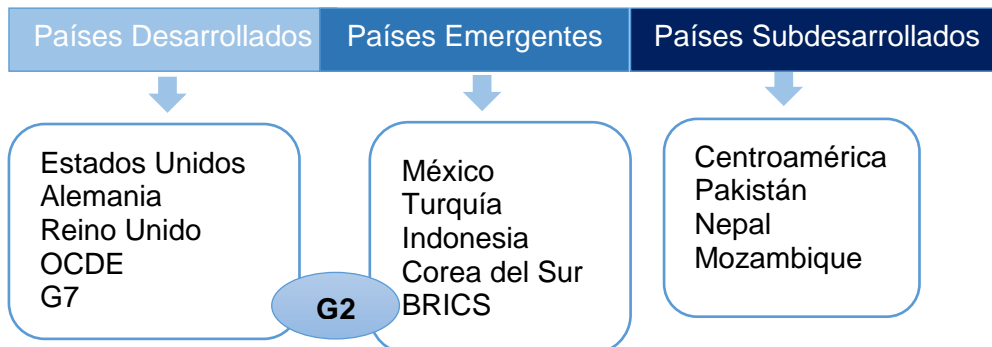 Países Desarrollados
Países Emergentes
Países Subdesarrollados
Estados Unidos
Alemania
Reino Unido
OCDE
G7
G2
México
Turquía
Indonesia
Corea del Sur
BRICS
Centroamérica
Pakistán
Nepal
Mozambique